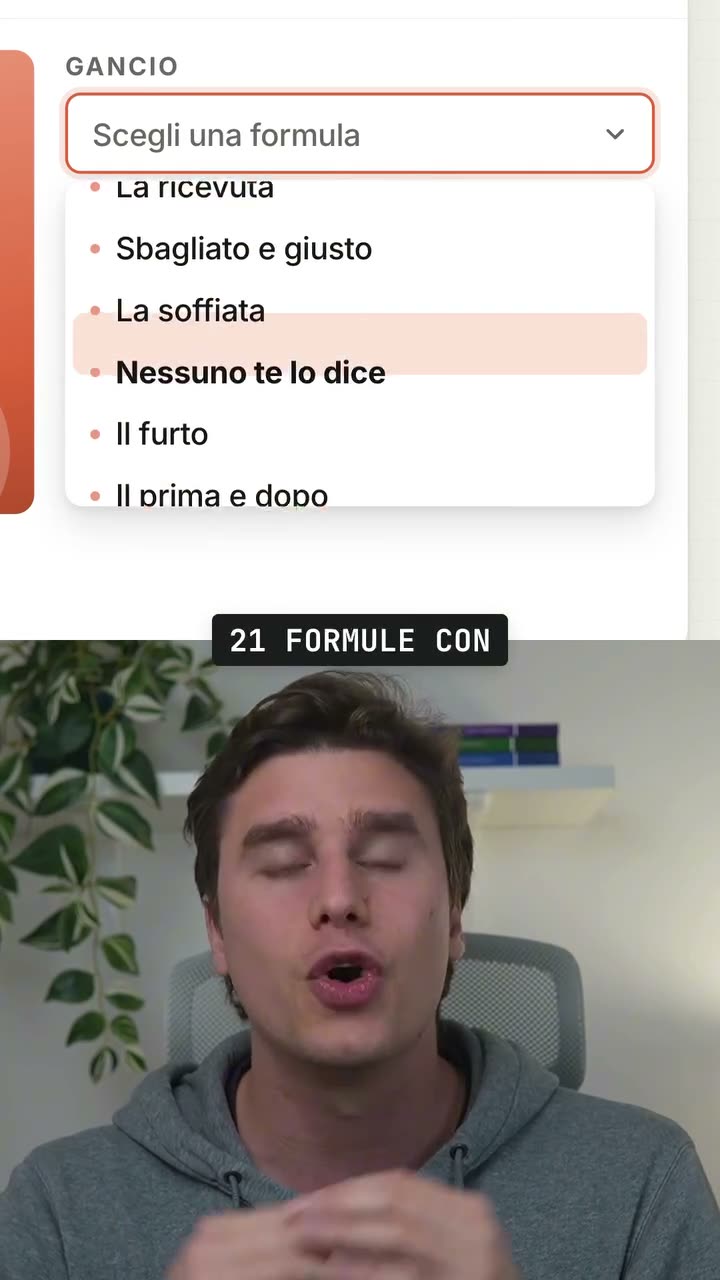 GANCIO
Scegli una formula
La ricevuta
Sbagliato e giusto
La soffiata
Nessuno te lo dice
Il furto
Il prima e dopo
21 FORMULE CON